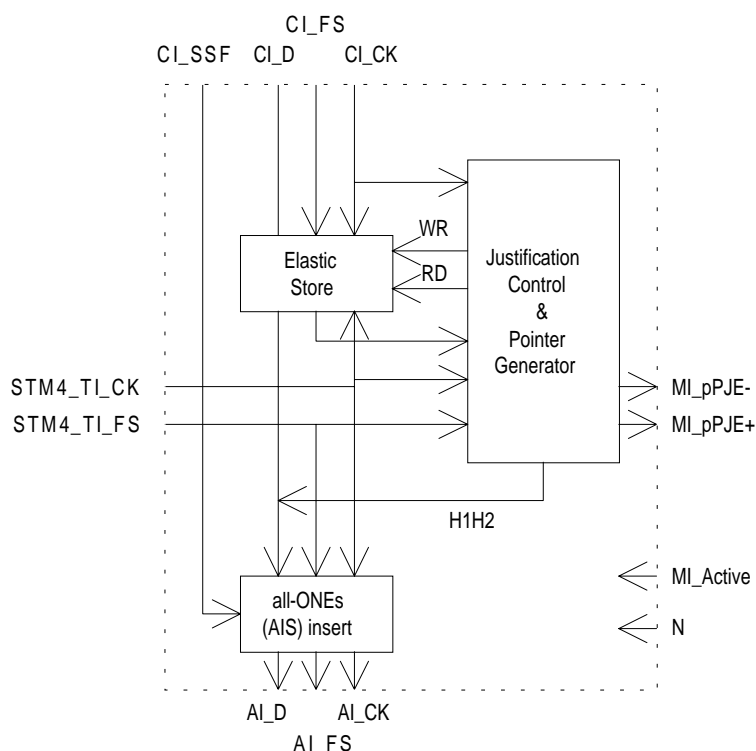 CI_FS
CI_SSF CI_D CI_CK
WR
Elastic
Store
RD
Justification
Control
&
Pointer
Generator
STM4_TI_CK
MI_pPJE-
STM4_TI_FS
MI_pPJE+
H1H2
MI_Active
all-ONEs
(AIS) insert
N
AI_D AI_CK
AI_FS